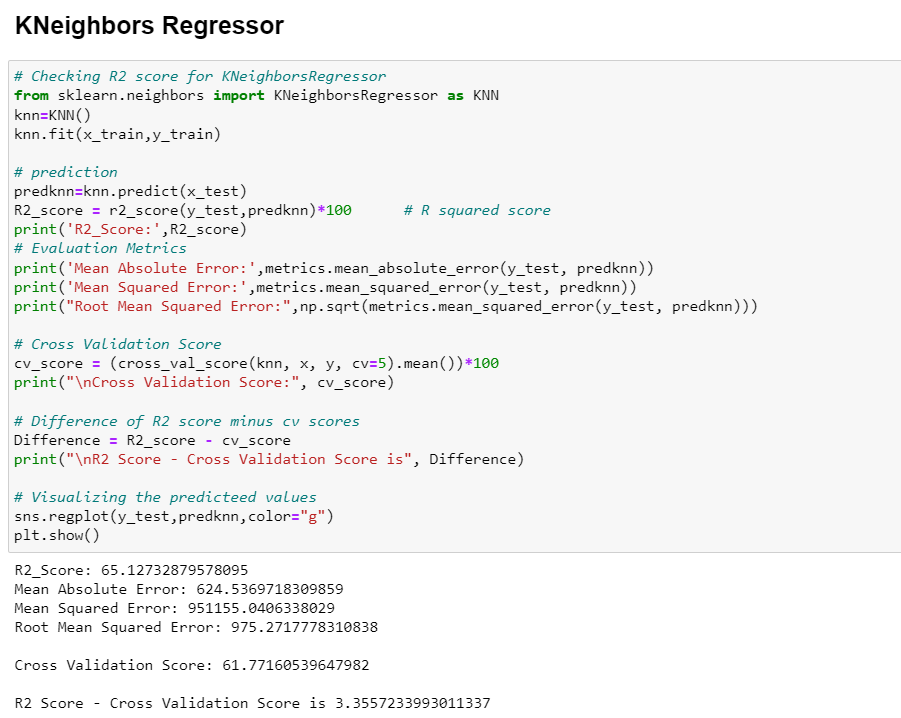 KNeighbors Regressor
# Checking R2 score for KNeighborsRegressor
from sklearn.neighbors import KNeighborsRegressor as KNN
knn=KNN()
knn.fit(x_train,y_train)
# prediction
predknn=knn.predict(x_test)
R2_score = r2_score(y_test,predknn)*100      # R squared score
print('R2_Score:',R2_score)
# Evaluation Metrics
print('Mean Absolute Error:',metrics.mean_absolute_error(y_test, predknn))
print('Mean Squared Error:',metrics.mean_squared_error(y_test, predknn))
print("Root Mean Squared Error:",np.sqrt(metrics.mean_squared_error(y_test, predknn)))
# Cross Validation Score
cv_score = (cross_val_score(knn, x, y, cv=5).mean())*100
print("\nCross Validation Score:", cv_score)
# Difference of R2 score minus cv scores
Difference = R2_score - cv_score
print("\nR2 Score - Cross Validation Score is", Difference)
# Visualizing the predicteed values
sns.regplot(y_test,predknn,color="g")
plt.show()
R2_Score: 65.12732879578095
Mean Absolute Error: 624.5369718309859
Mean Squared Error: 951155.0406338029
Root Mean Squared Error: 975.2717778310838
Cross Validation Score: 61.77160539647982
R2 Score - Cross Validation Score is 3.3557233993011337